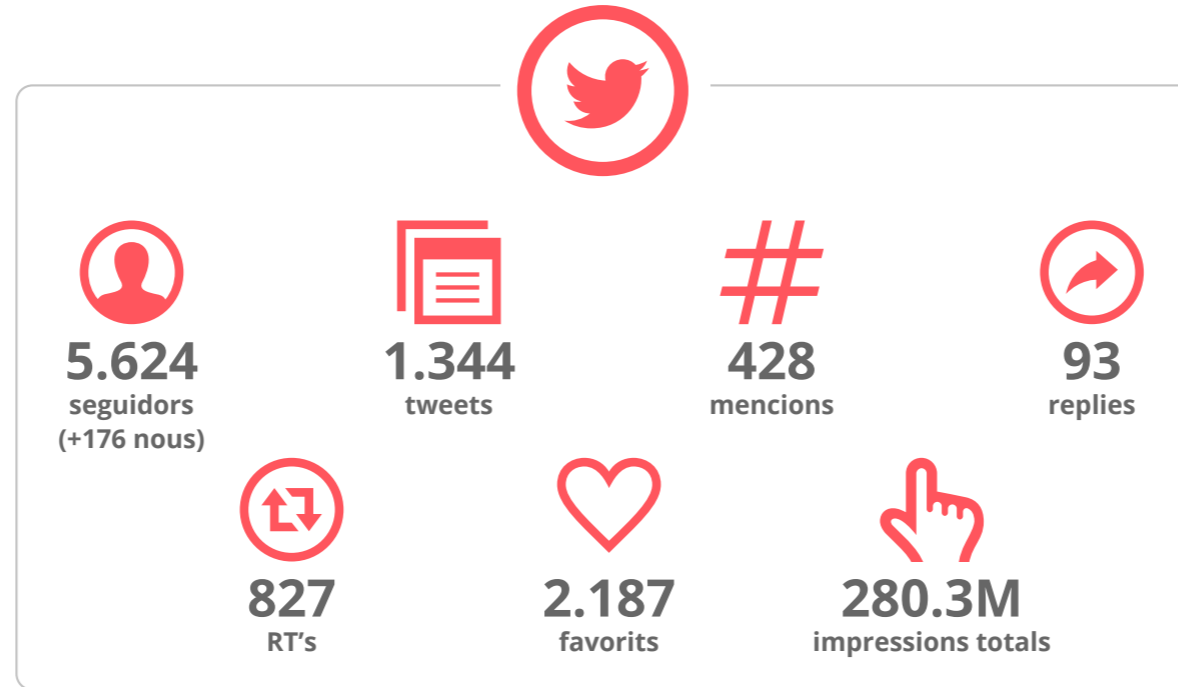 5.624
seguidors
(+176 nous)
1.344
tweets
428
mencions
93
replies
827
RT’s
2.187
favorits
280.3M
impressions totals